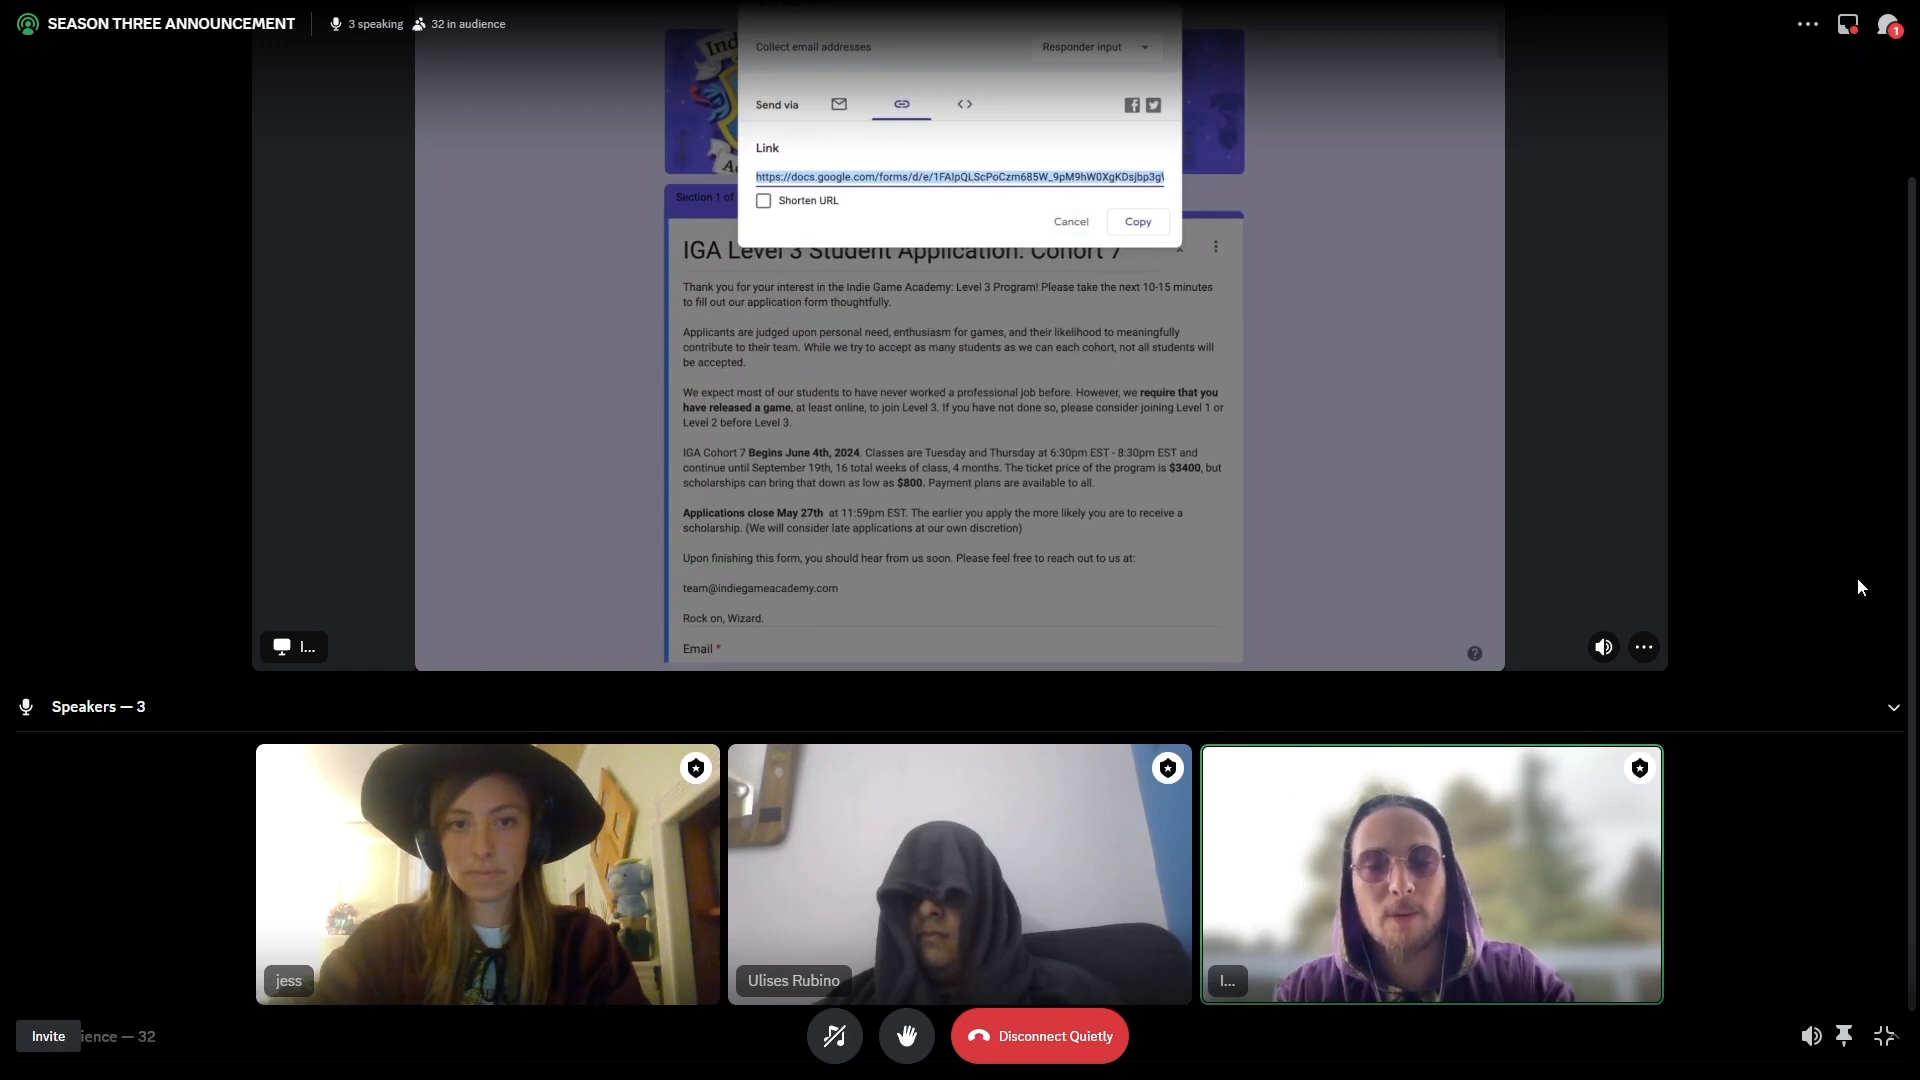 SEASON THREE ANNOUNCEMENT
3 speaking
32 in audience
1
Collect email addresses
Responder input
Send via
Link
https://docs.google.com/forms/d/e/1FAIpQLScPoCzm685W_9pM9hW0XgKDsjbp3g\
Shorten URL
Cancel
Copy
Section 1 of
IGA Level 3 Student Application: Cohort 7
Thank you for your interest in the Indie Game Academy: Level 3 Program! Please take the next 10-15 minutes
to fill out our application form thoughtfully.
Applicants are judged upon personal need, enthusiasm for games, and their likelihood to meaningfully
contribute to their team. While we try to accept as many students as we can each cohort, not all students will
be accepted.
We expect most of our students to have never worked a professional job before. However, we require that you
have released a game, at least online, to join Level 3. If you have not done so, please consider joining Level 1 or
Level 2 before Level 3.
IGA Cohort 7 Begins June 4th, 2024. Classes are Tuesday and Thursday at 6:30pm EST - 8:30pm EST and
continue until September 19th, 16 total weeks of class, 4 months. The ticket price of the program is $3400, but
scholarships can bring that down as low as $800. Payment plans are available to all.
Applications close May 27th at 11:59pm EST. The earlier you apply the more likely you are to receive a
scholarship. (We will consider late applications at our own discretion)
Upon finishing this form, you should hear from us soon. Please feel free to reach out to us at:
team@indiegameacademy.com
Rock on, Wizard.
Email *
I...
Speakers — 3
jess
Ulises Rubino
I...
Invite
ience — 32
Disconnect Quietly